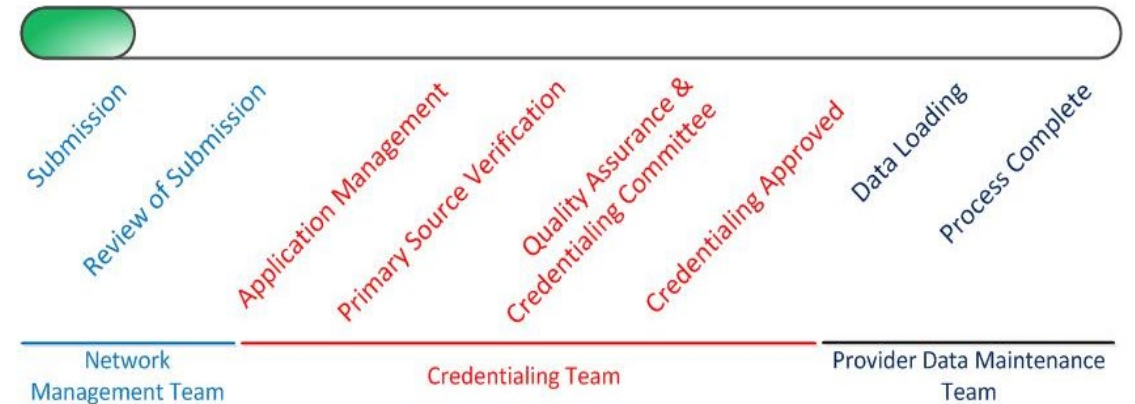 Submission
Review of Submission
Application Management
Primary Source Verification
Quality Assurance &
Credentialing Committee
Credentialing Approved
Data Loading
Process Complete
Network
Management Team
Credentialing Team
Provider Data Maintenance
Team